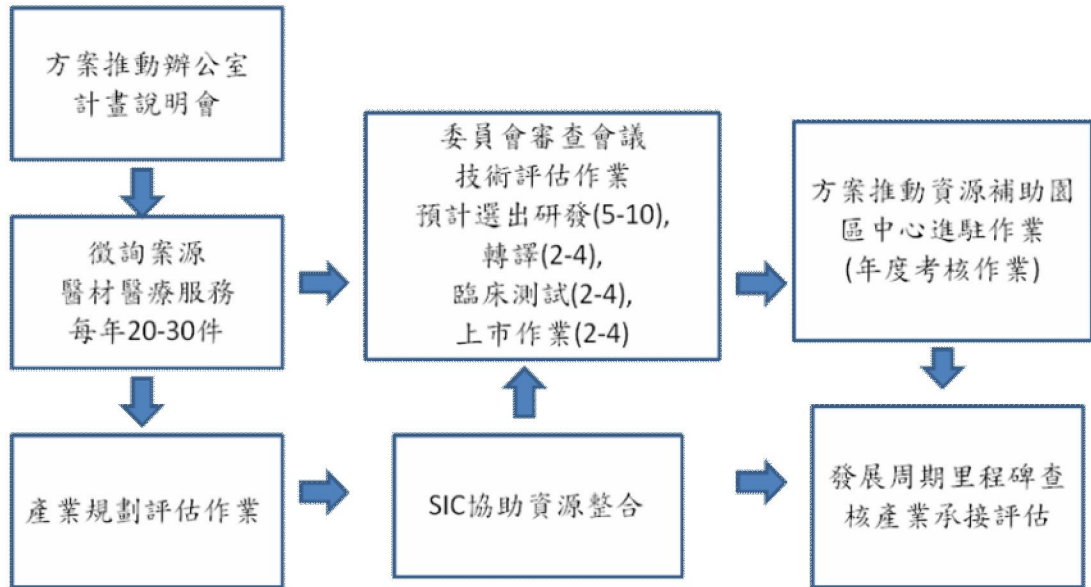 方案推動辦公室
計畫說明會
徵詢案源
醫材醫療服務
每年20-30件
產業規劃評估作業
委員會審查會議
技術評估作業
預計選出研發(5-10),
轉譯(2-4),
臨床測試(2-4),
上市作業(2-4)
SIC協助資源整合
方案推動資源補助園
區中心進駐作業
(年度考核作業)
發展周期里程碑查
核產業承接評估